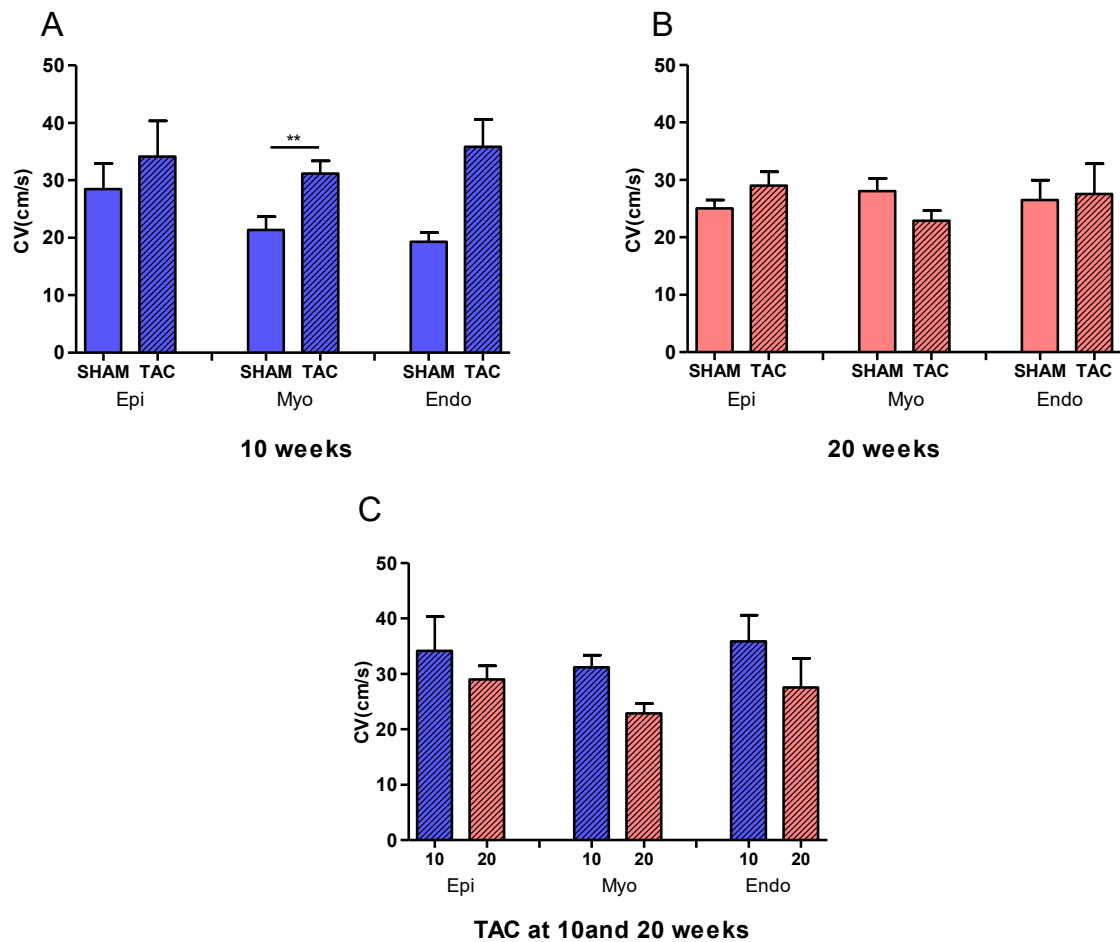 A
50
40
30
20
10
0
CV(cm/s)
**
SHAM TAC SHAM TAC SHAM TAC
Epi Myo Endo
10 weeks
B
50
40
30
20
10
0
CV(cm/s)
SHAM TAC SHAM TAC SHAM TAC
Epi Myo Endo
20 weeks
C
50
40
30
20
10
0
CV(cm/s)
10 20 10 20 10 20
Epi Myo Endo
TAC at 10and 20 weeks